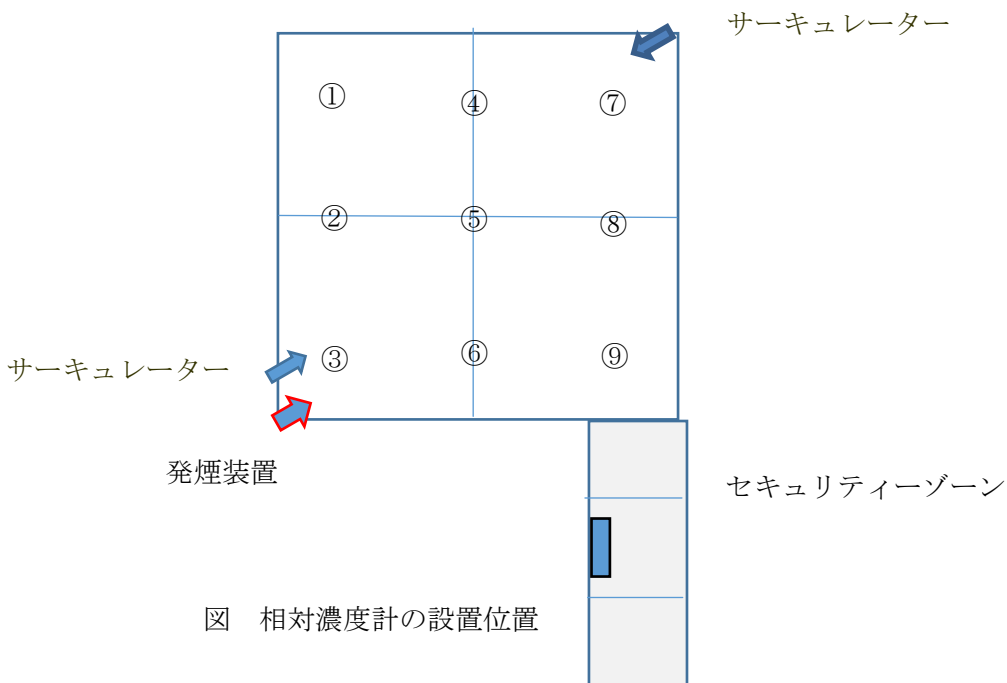 サーキュレーター
① ④ ⑦
② ⑤ ⑧
③ ⑥ ⑨
サーキュレーター
発煙装置
セキュリティーゾーン
図 相対濃度計の設置位置